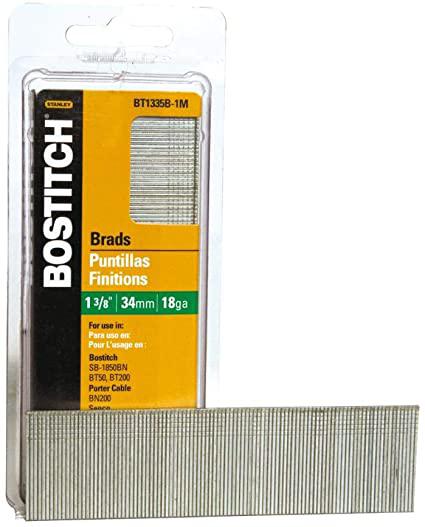 STANLEY
BOSTITCH
BT1335B-1M
Brads
Puntillas
Finitions
1 3/8" 34mm 18ga
For use in:
Para uso en:
Pour L'usage en:
Bostitch
SB-1850BN
BT50, BT200
Porter Cable
BN200
Senco